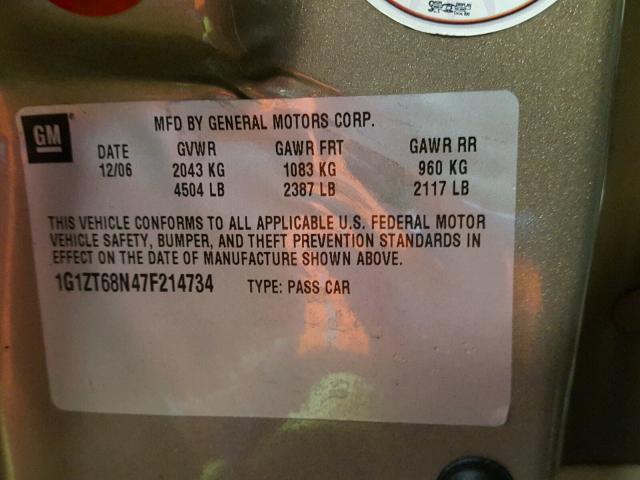 GM
MFD BY GENERAL MOTORS CORP.
DATE GVWR GAWR FRT GAWR RR
12/06 2043 KG 1083 KG 960 KG
4504 LB 2387 LB 2117 LB
THIS VEHICLE CONFORMS TO ALL APPLICABLE U.S. FEDERAL MOTOR
VEHICLE SAFETY, BUMPER, AND THEFT PREVENTION STANDARDS IN
EFFECT ON THE DATE OF MANUFACTURE SHOWN ABOVE.
1G1ZT68N47F214734 TYPE: PASS CAR